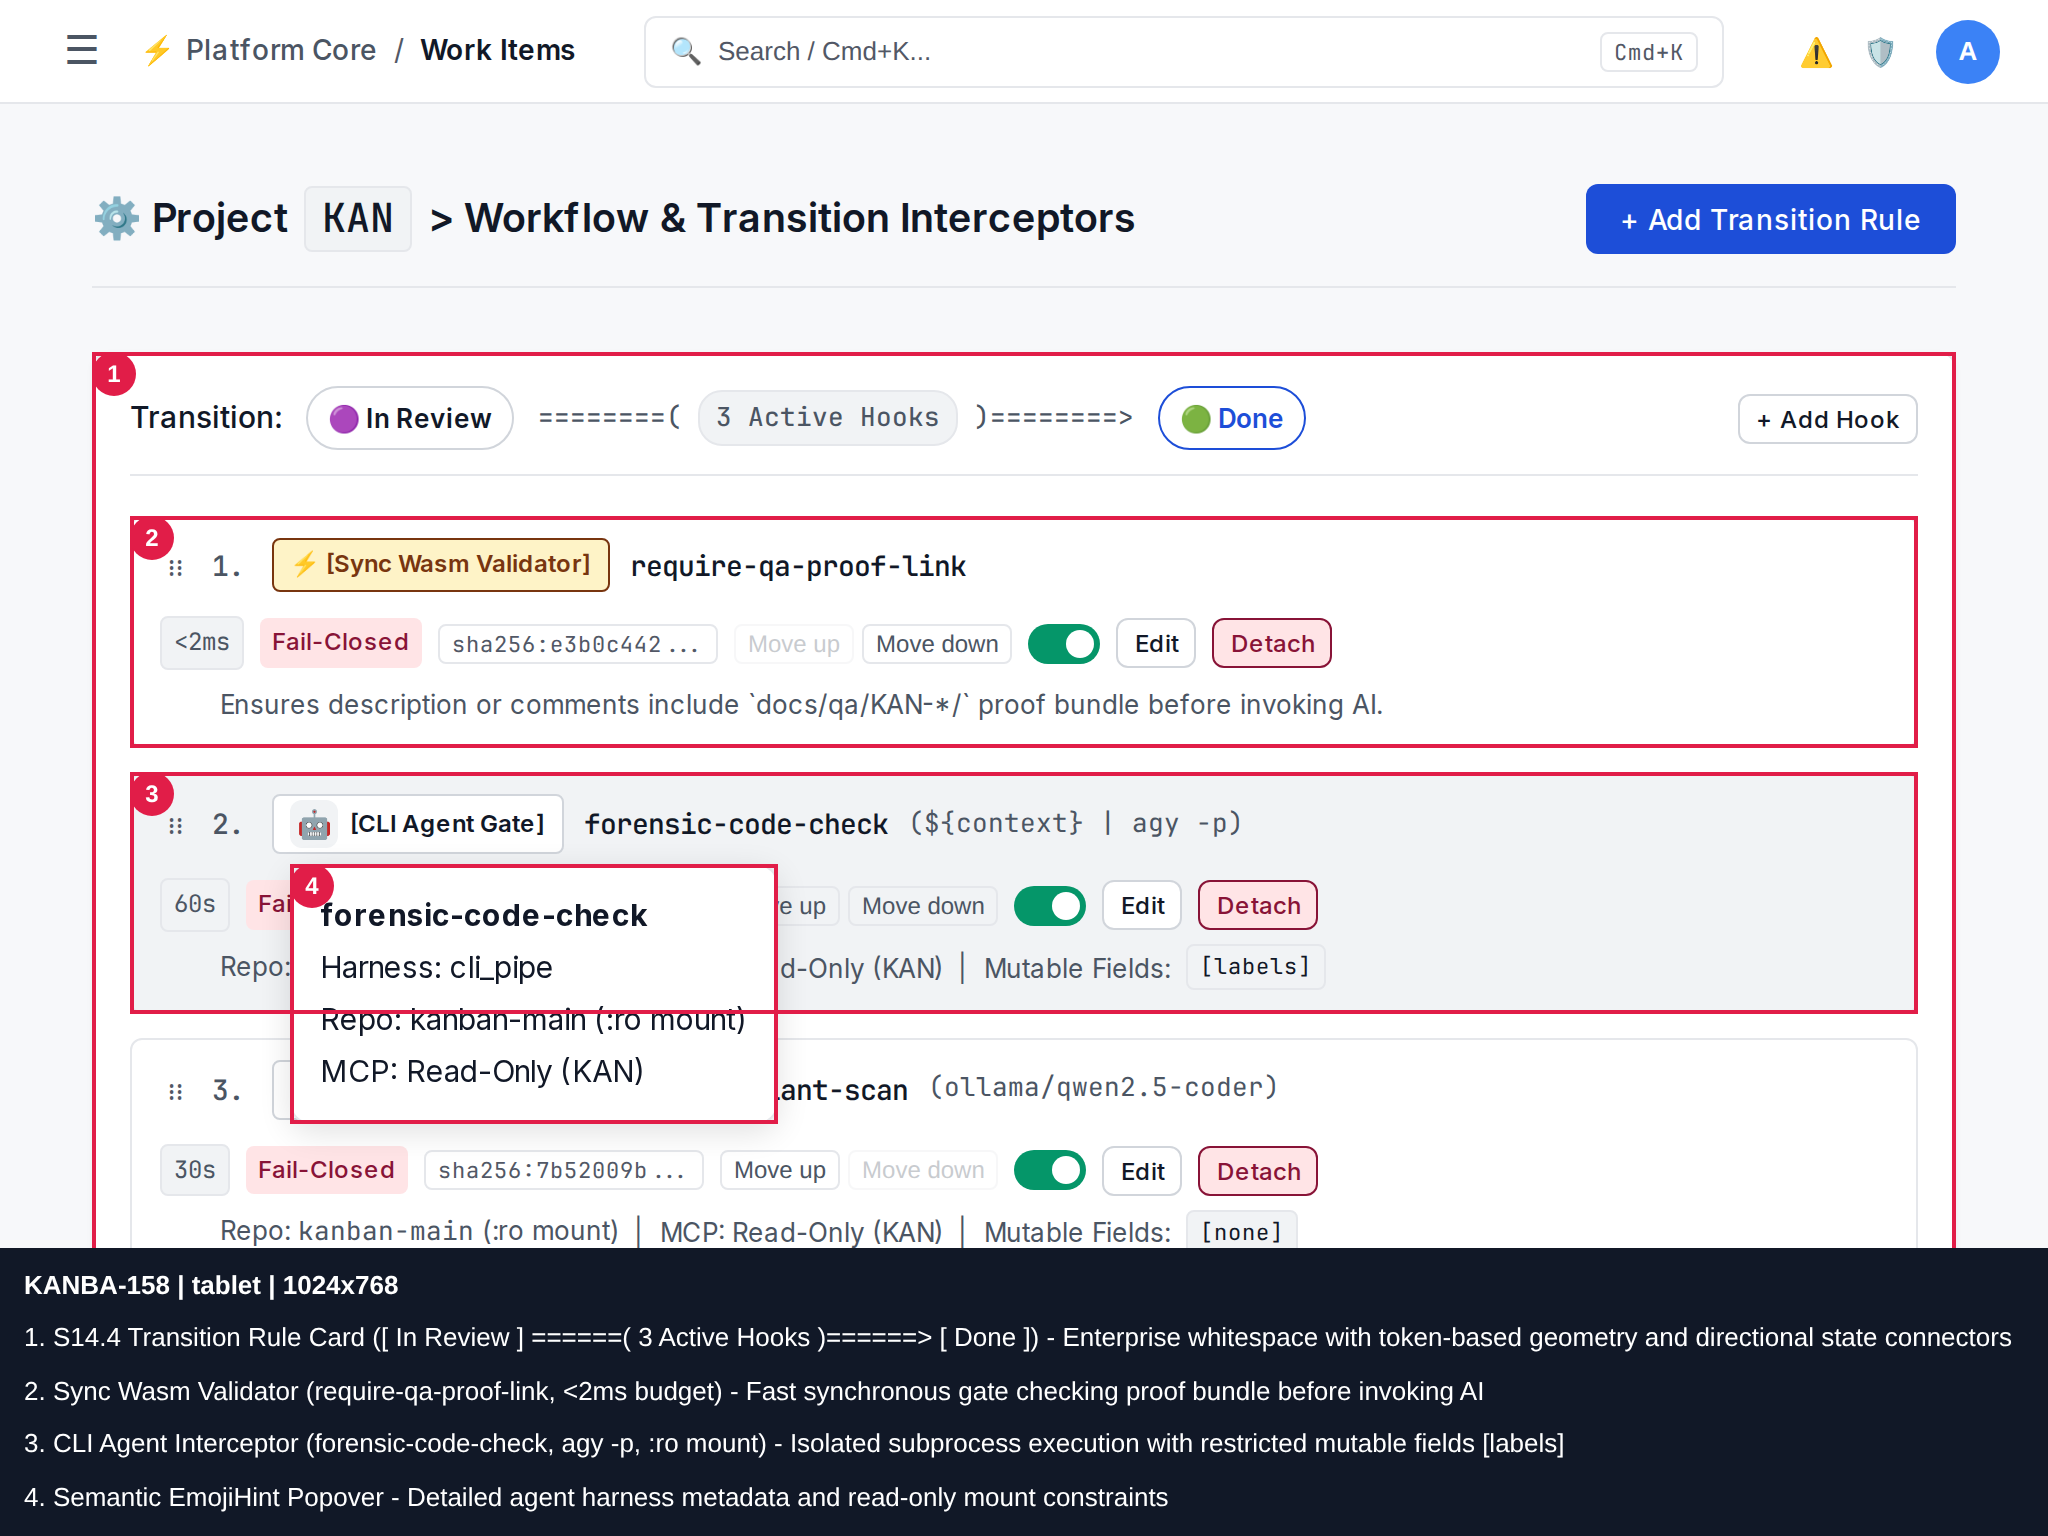 ☰ ⚡ Platform Core / Work Items
🔍 Search / Cmd+K... Cmd+K
A
⚙️ Project KAN > Workflow & Transition Interceptors
+ Add Transition Rule
1
Transition: 🟣 In Review ========( 3 Active Hooks )========> 🟢 Done
+ Add Hook
2
1. ⚡ [Sync Wasm Validator] require-qa-proof-link
<2ms Fail-Closed sha256:e3b0c442... Move up Move down Edit Detach
Ensures description or comments include `docs/qa/KAN-*/` proof bundle before invoking AI.
3
2. 🤖 [CLI Agent Gate] forensic-code-check (${context} | agy -p)
60s Fai e up Move down Edit Detach
Repo: d-Only (KAN) | Mutable Fields: [labels]
4
forensic-code-check
Harness: cli_pipe
Repo: kanban-main (:ro mount)
MCP: Read-Only (KAN)
3. ant-scan (ollama/qwen2.5-coder)
30s Fail-Closed sha256:7b52009b... Move up Move down Edit Detach
Repo: kanban-main (:ro mount) | MCP: Read-Only (KAN) | Mutable Fields: [none]
KANBA-158 | tablet | 1024x768
1. S14.4 Transition Rule Card ([ In Review ] ======( 3 Active Hooks )======> [ Done ]) - Enterprise whitespace with token-based geometry and directional state connectors
2. Sync Wasm Validator (require-qa-proof-link, <2ms budget) - Fast synchronous gate checking proof bundle before invoking AI
3. CLI Agent Interceptor (forensic-code-check, agy -p, :ro mount) - Isolated subprocess execution with restricted mutable fields [labels]
4. Semantic EmojiHint Popover - Detailed agent harness metadata and read-only mount constraints